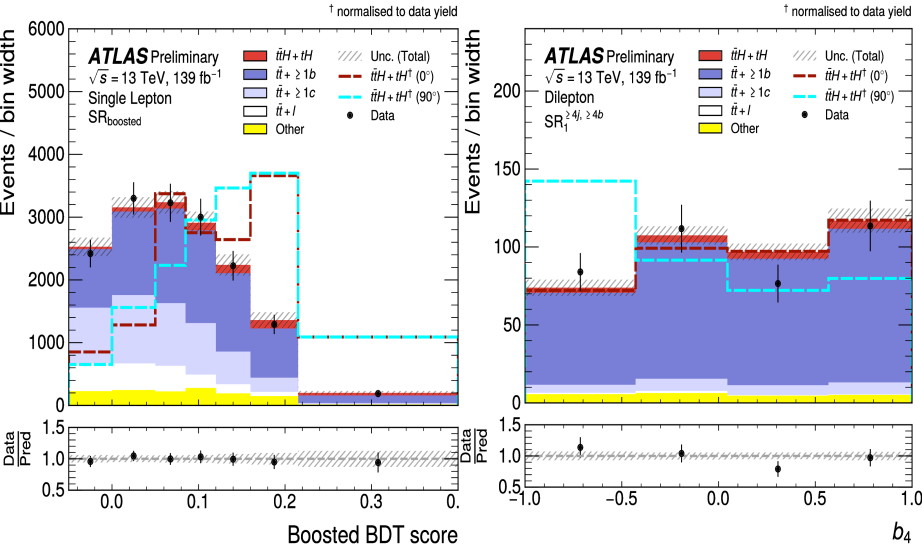 † normalised to data yield
Events / bin width
6000
5000
4000
3000
2000
1000
0
ATLAS Preliminary
√s = 13 TeV, 139 fb⁻¹
Single Lepton
SR_boosted
t̄tH + tH
t̄t + ≥1b
t̄t + ≥1c
t̄t + l
Other
Unc. (Total)
t̄tH + tH† (0°)
t̄tH + tH† (90°)
Data
Data
Pred
1.5
1.0
0.5
0.0 0.1 0.2 0.3 0.
Boosted BDT score
† normalised to data yield
Events / bin width
200
150
100
50
0
ATLAS Preliminary
√s = 13 TeV, 139 fb⁻¹
Dilepton
SR₁^{≥4j, ≥4b}
t̄tH + tH
t̄t + ≥1b
t̄t + ≥1c
t̄t + l
Other
Unc. (Total)
t̄tH + tH† (0°)
t̄tH + tH† (90°)
Data
Data
Pred
1.5
1.0
0.5
−1.0 −0.5 0.0 0.5 1.0
b₄